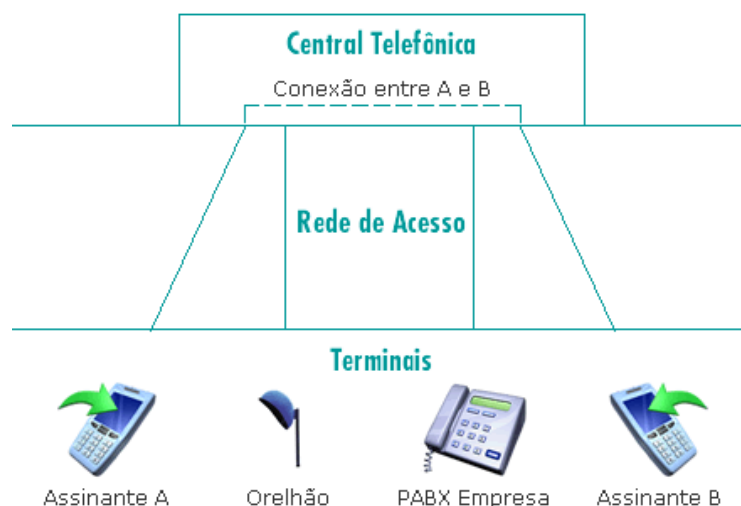 Central Telefônica
Conexão entre A e B
Rede de Acesso
Terminais
Assinante A
Orelhão
PABX Empresa
Assinante B